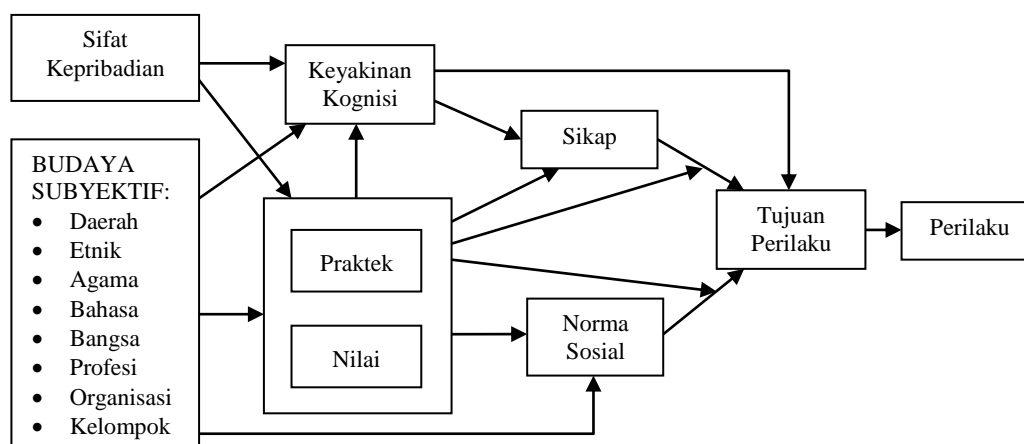 Sifat
Kepribadian
Keyakinan
Kognisi
Sikap
BUDAYA
SUBYEKTIF:
• Daerah
• Etnik
• Agama
• Bahasa
• Bangsa
• Profesi
• Organisasi
• Kelompok
Praktek
Nilai
Norma
Sosial
Tujuan
Perilaku
Perilaku